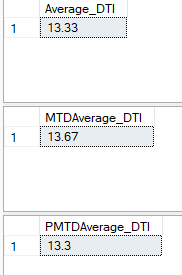 Average_DTI
1 13.33
MTDAverage_DTI
1 13.67
PMTDAverage_DTI
1 13.3